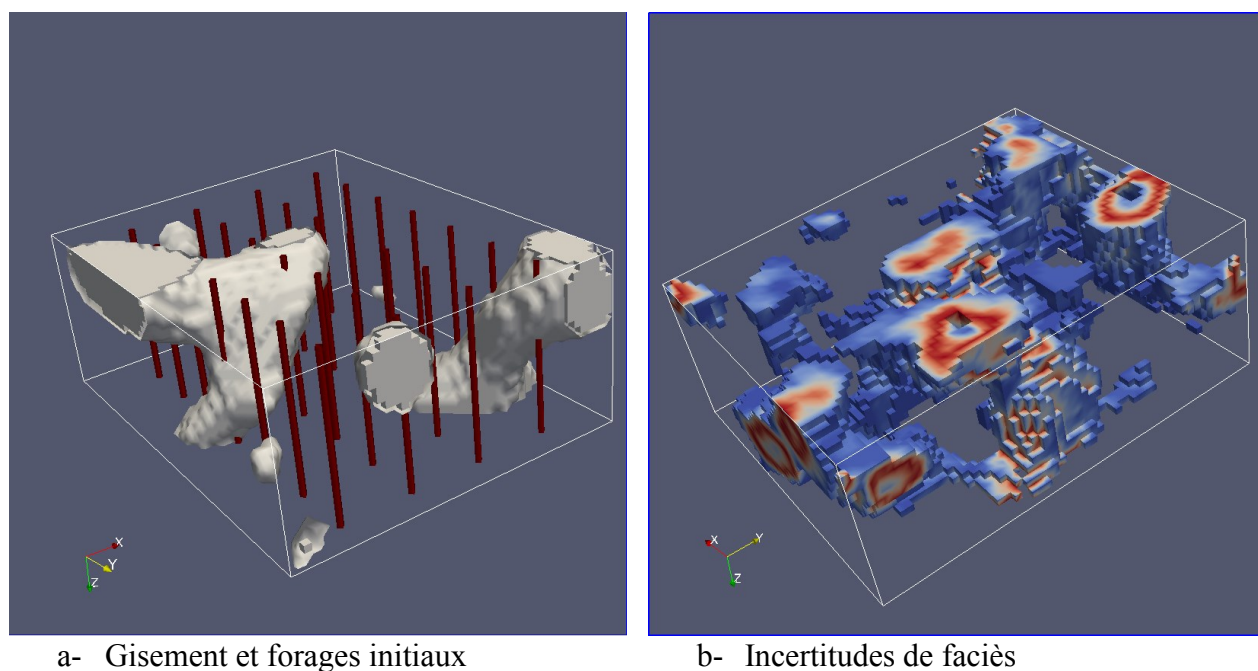 X
Y
Z
X
Y
Z
a- Gisement et forages initiaux
b- Incertitudes de faciès